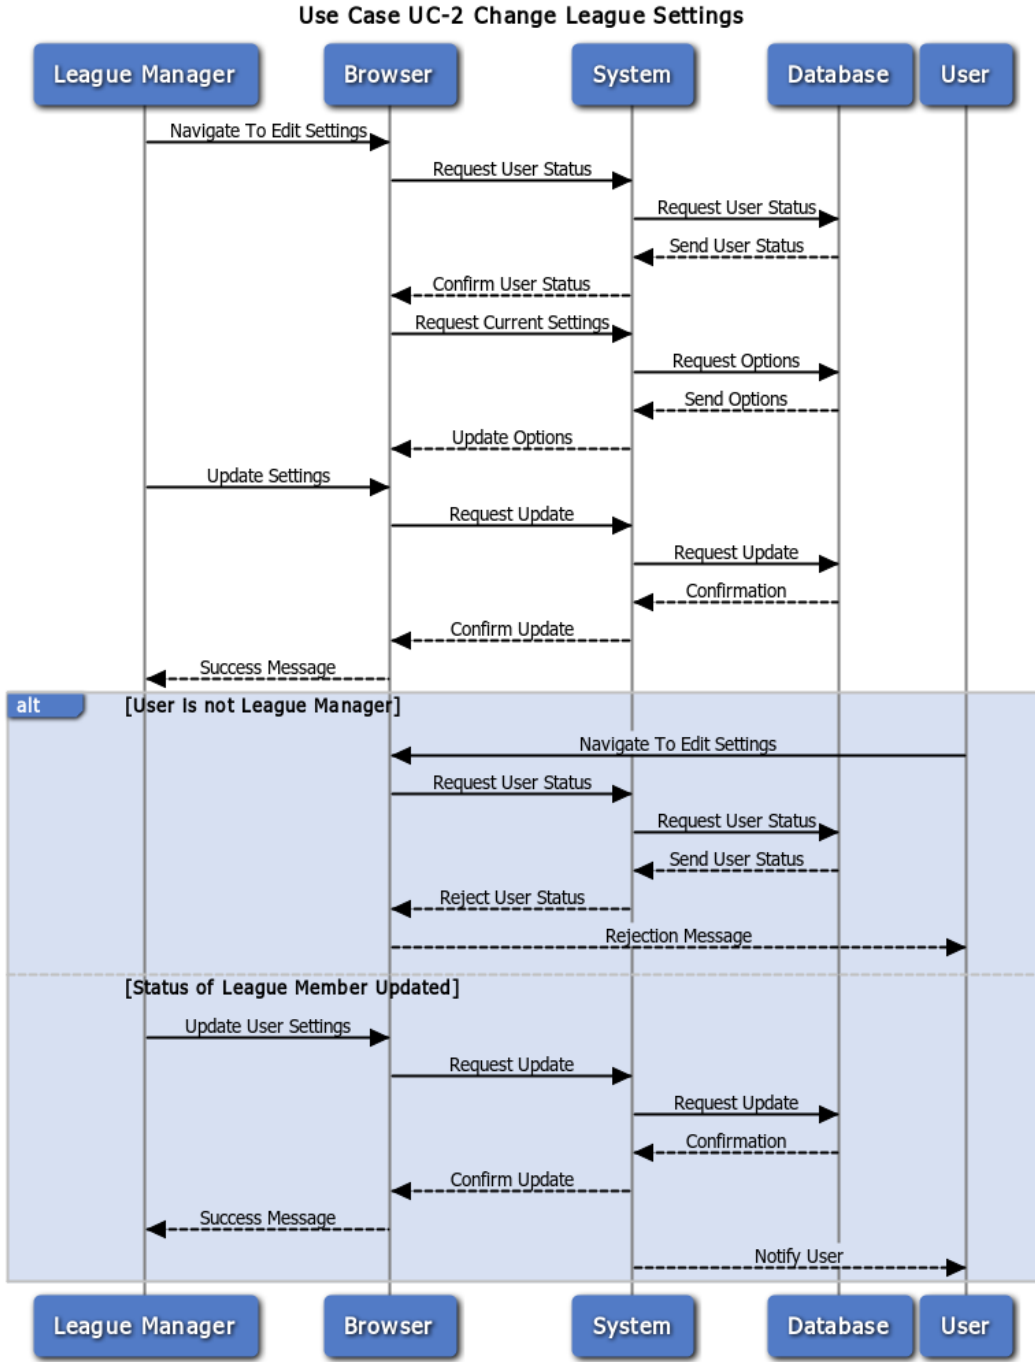 Use Case UC-2 Change League Settings
League Manager Browser System Database User
Navigate To Edit Settings
Request User Status
Request User Status
Send User Status
Confirm User Status
Request Current Settings
Request Options
Send Options
Update Options
Update Settings
Request Update
Request Update
Confirmation
Confirm Update
Success Message
alt [User Is not League Manager]
Navigate To Edit Settings
Request User Status
Request User Status
Send User Status
Reject User Status
Rejection Message
[Status of League Member Updated]
Update User Settings
Request Update
Request Update
Confirmation
Confirm Update
Success Message
Notify User
League Manager Browser System Database User